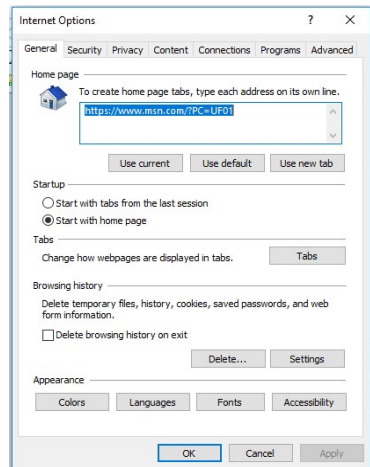 Internet Options ? X
General Security Privacy Content Connections Programs Advanced
Home page
To create home page tabs, type each address on its own line.
https://www.msn.com/?PC=UF01
Use current Use default Use new tab
Startup
Start with tabs from the last session
Start with home page
Tabs
Change how webpages are displayed in tabs. Tabs
Browsing history
Delete temporary files, history, cookies, saved passwords, and web
form information.
Delete browsing history on exit
Delete... Settings
Appearance
Colors Languages Fonts Accessibility
OK Cancel Apply